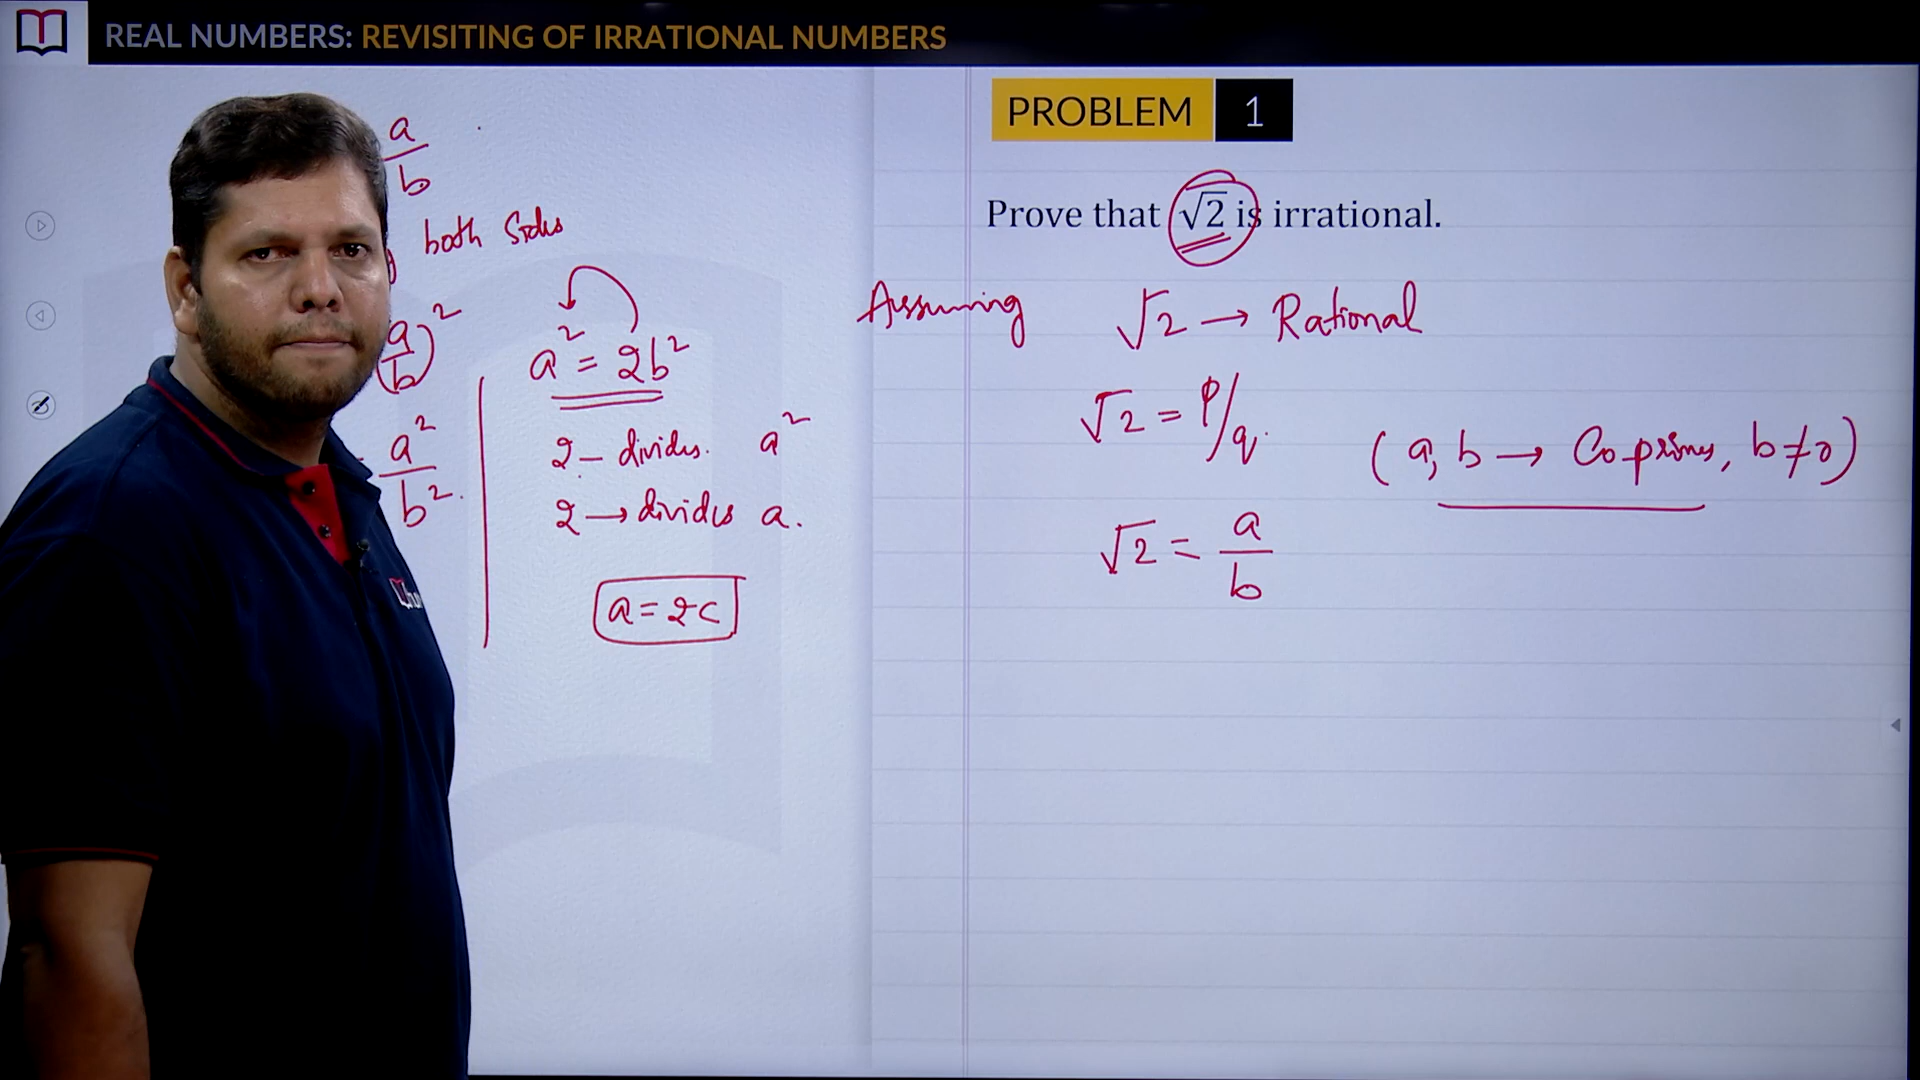 REAL NUMBERS: REVISITING OF IRRATIONAL NUMBERS
a
b
both Sides
(a/b)²
a²
b².
a² = 2b²
2 – divides. a²
2 → divides a.
a = 2c
PROBLEM 1
Prove that √2 is irrational.
Assuming √2 → Rational
√2 = p/q.
(a, b → Co-primes, b≠0)
√2 = a/b